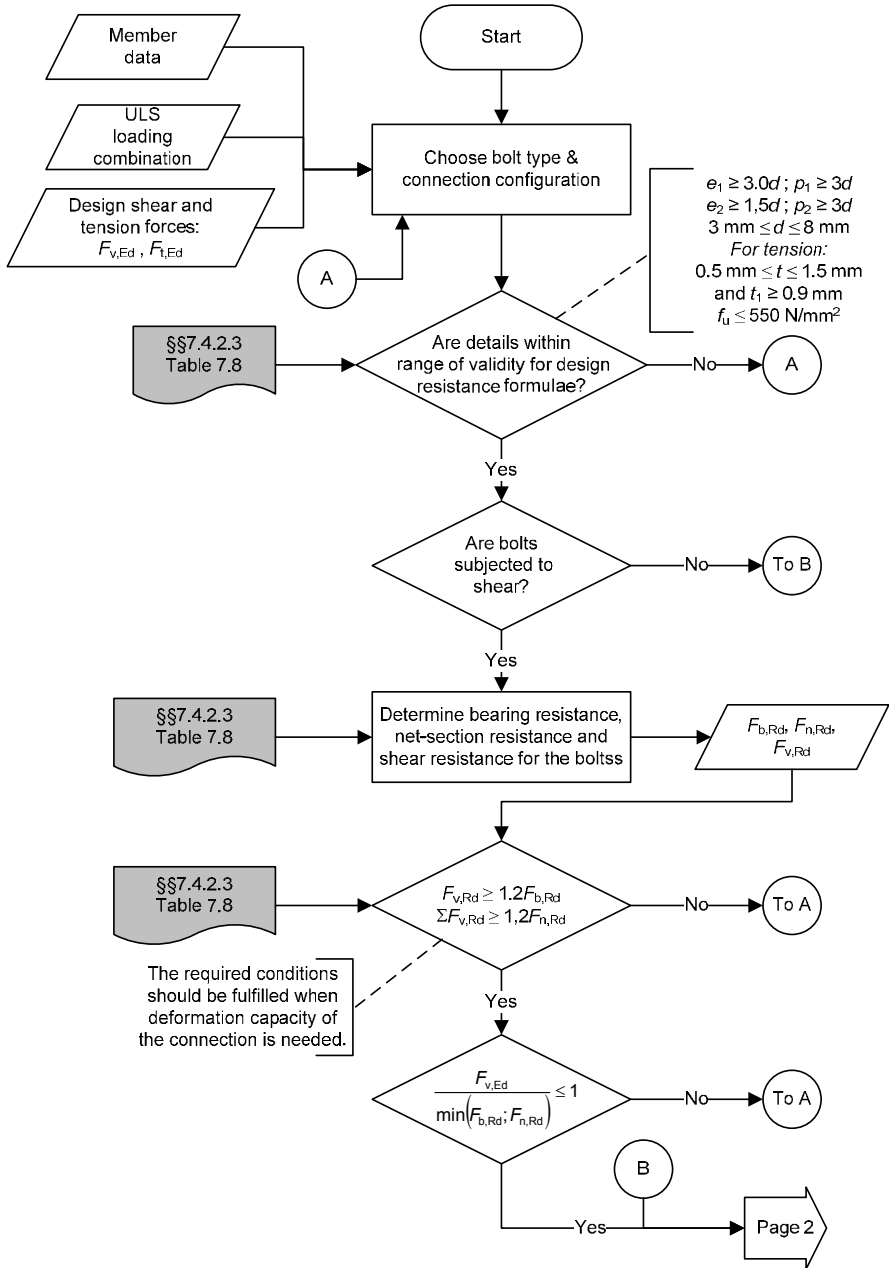 Start
Member
data
ULS
loading
combination
Design shear and
tension forces:
Fv,Ed , Ft,Ed
Choose bolt type &
connection configuration
A
e1 ≥ 3.0d ; p1 ≥ 3d
e2 ≥ 1,5d ; p2 ≥ 3d
3 mm ≤ d ≤ 8 mm
For tension:
0.5 mm ≤ t ≤ 1.5 mm
and t1 ≥ 0.9 mm
fu ≤ 550 N/mm²
§§7.4.2.3
Table 7.8
Are details within
range of validity for design
resistance formulae?
No
A
Yes
Are bolts
subjected to
shear?
No
To B
Yes
§§7.4.2.3
Table 7.8
Determine bearing resistance,
net-section resistance and
shear resistance for the boltss
Fb,Rd, Fn,Rd,
Fv,Rd
§§7.4.2.3
Table 7.8
Fv,Rd ≥ 1.2Fb,Rd
ΣFv,Rd ≥ 1,2Fn,Rd
No
To A
The required conditions
should be fulfilled when
deformation capacity of
the connection is needed.
Yes
Fv,Ed
min(Fb,Rd; Fn,Rd) ≤ 1
No
To A
B
Yes
Page 2